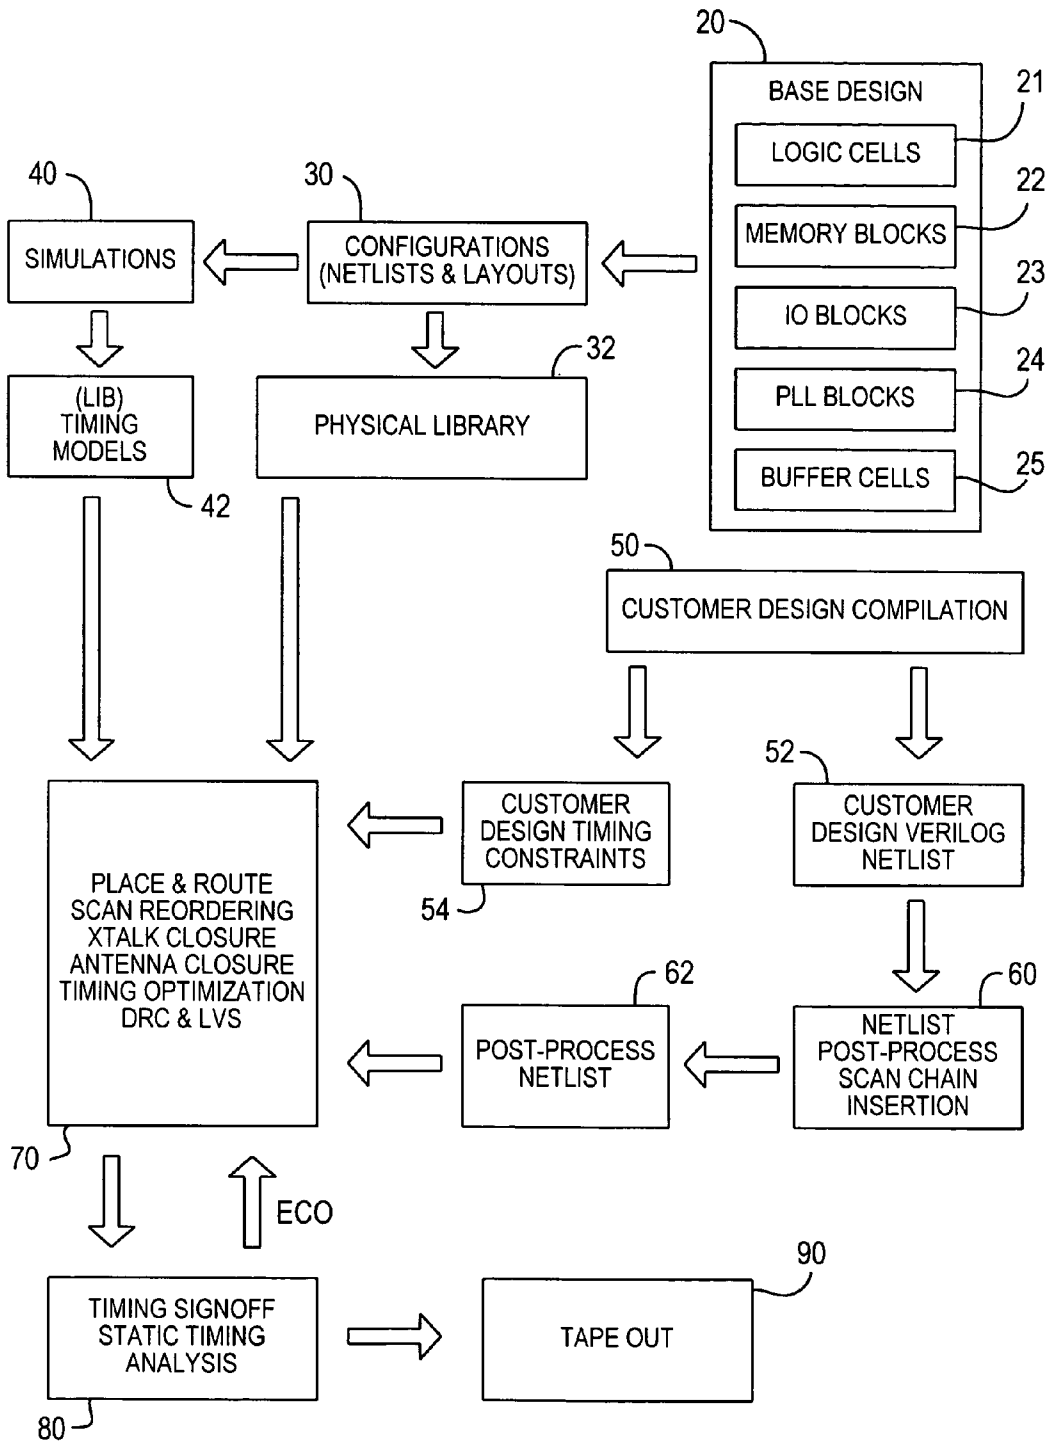 20
BASE DESIGN
21
LOGIC CELLS
22
MEMORY BLOCKS
23
IO BLOCKS
24
PLL BLOCKS
25
BUFFER CELLS
40
SIMULATIONS
30
CONFIGURATIONS
(NETLISTS & LAYOUTS)
(LIB)
TIMING
MODELS
42
32
PHYSICAL LIBRARY
50
CUSTOMER DESIGN COMPILATION
52
CUSTOMER
DESIGN VERILOG
NETLIST
CUSTOMER
DESIGN TIMING
CONSTRAINTS
54
PLACE & ROUTE
SCAN REORDERING
XTALK CLOSURE
ANTENNA CLOSURE
TIMING OPTIMIZATION
DRC & LVS
70
62
POST-PROCESS
NETLIST
60
NETLIST
POST-PROCESS
SCAN CHAIN
INSERTION
ECO
TIMING SIGNOFF
STATIC TIMING
ANALYSIS
80
90
TAPE OUT